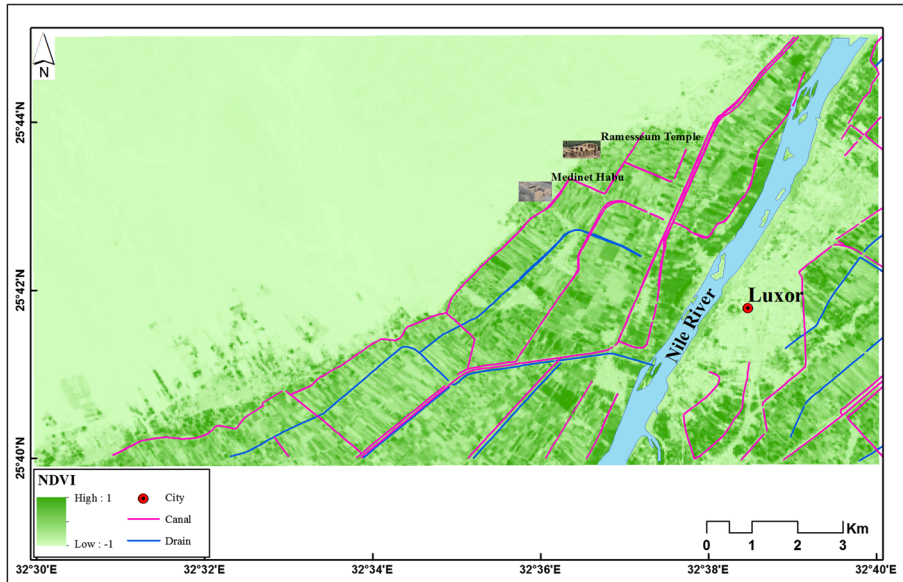 N
25°44'N
25°42'N
25°40'N
Ramesseum Temple
Medinet Habu
Luxor
Nile River
NDVI
High : 1
Low : -1
City
Canal
Drain
Km
0 1 2 3
32°30'E 32°32'E 32°34'E 32°36'E 32°38'E 32°40'E